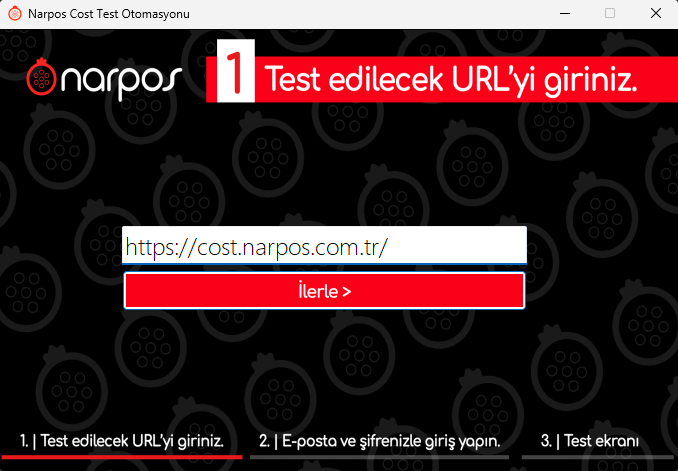 Narpos Cost Test Otomasyonu
narpos
1 Test edilecek URL'yi giriniz.
https://cost.narpos.com.tr/
İlerle >
1. | Test edilecek URL'yi giriniz. 2. | E-posta ve şifrenizle giriş yapın. 3. | Test ekranı